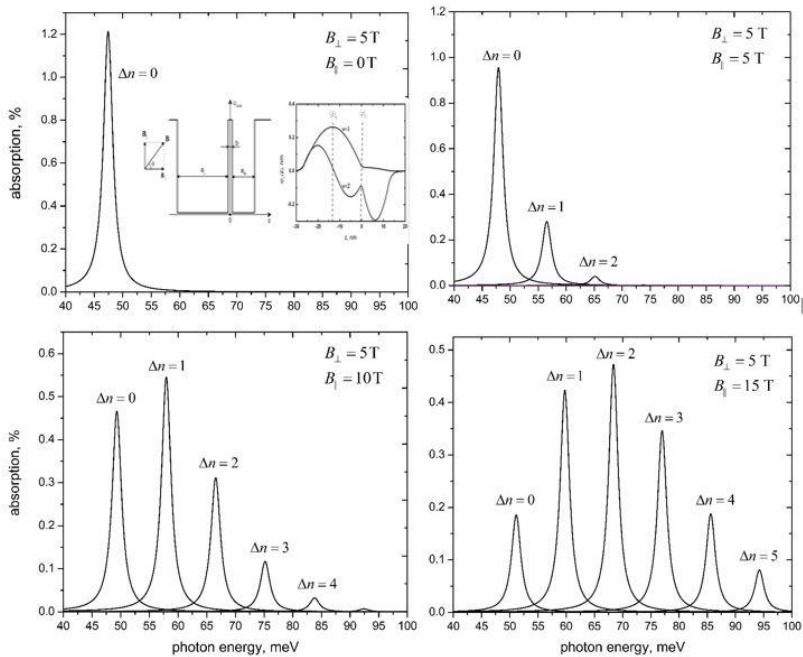 absorption, %
1.2
1.0
0.8
0.6
0.4
0.2
0.0
B⊥ = 5T
B∥ = 0T
Δn = 0
40 45 50 55 60 65 70 75 80 85 90 95 100
absorption, %
1.2
1.0
0.8
0.6
0.4
0.2
0.0
B⊥ = 5 T
B∥ = 5 T
Δn = 0
Δn = 1
Δn = 2
40 45 50 55 60 65 70 75 80 85 90 95 100
absorption, %
0.6
0.5
0.4
0.3
0.2
0.1
0.0
B⊥ = 5T
B∥ = 10T
Δn = 0
Δn = 1
Δn = 2
Δn = 3
Δn = 4
40 45 50 55 60 65 70 75 80 85 90 95 100
photon energy, meV
absorption, %
0.5
0.4
0.3
0.2
0.1
0.0
B⊥ = 5 T
B∥ = 15 T
Δn = 0
Δn = 1
Δn = 2
Δn = 3
Δn = 4
Δn = 5
40 45 50 55 60 65 70 75 80 85 90 95 100
photon energy, meV